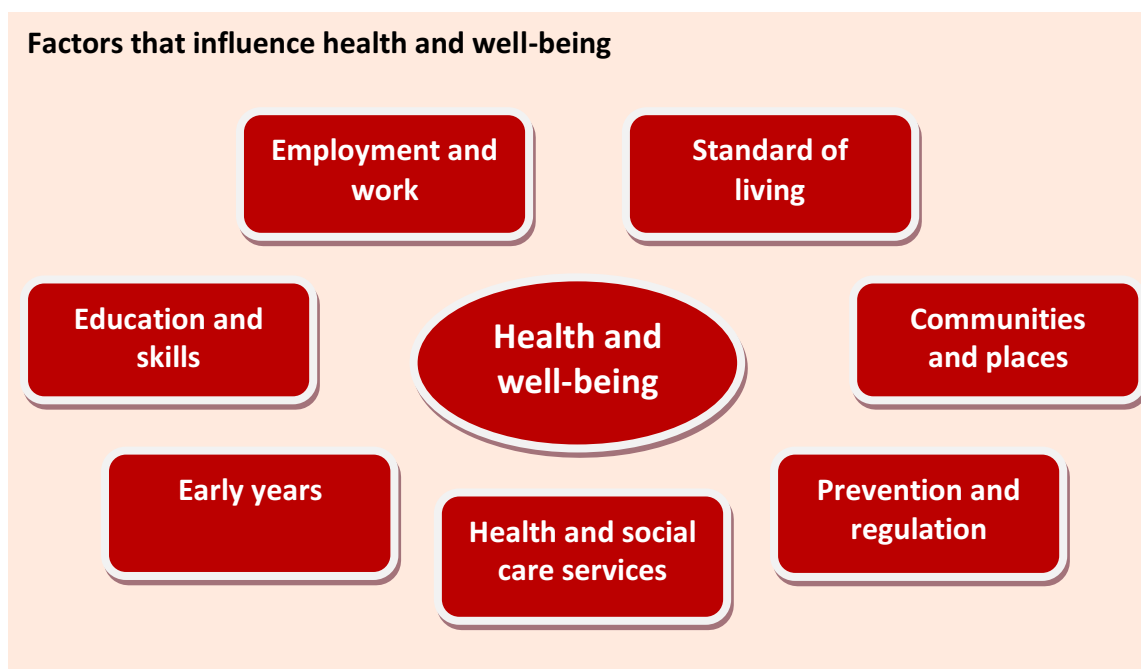 Factors that influence health and well-being
Employment and
work
Standard of
living
Education and
skills
Health and
well-being
Communities
and places
Early years
Health and social
care services
Prevention and
regulation